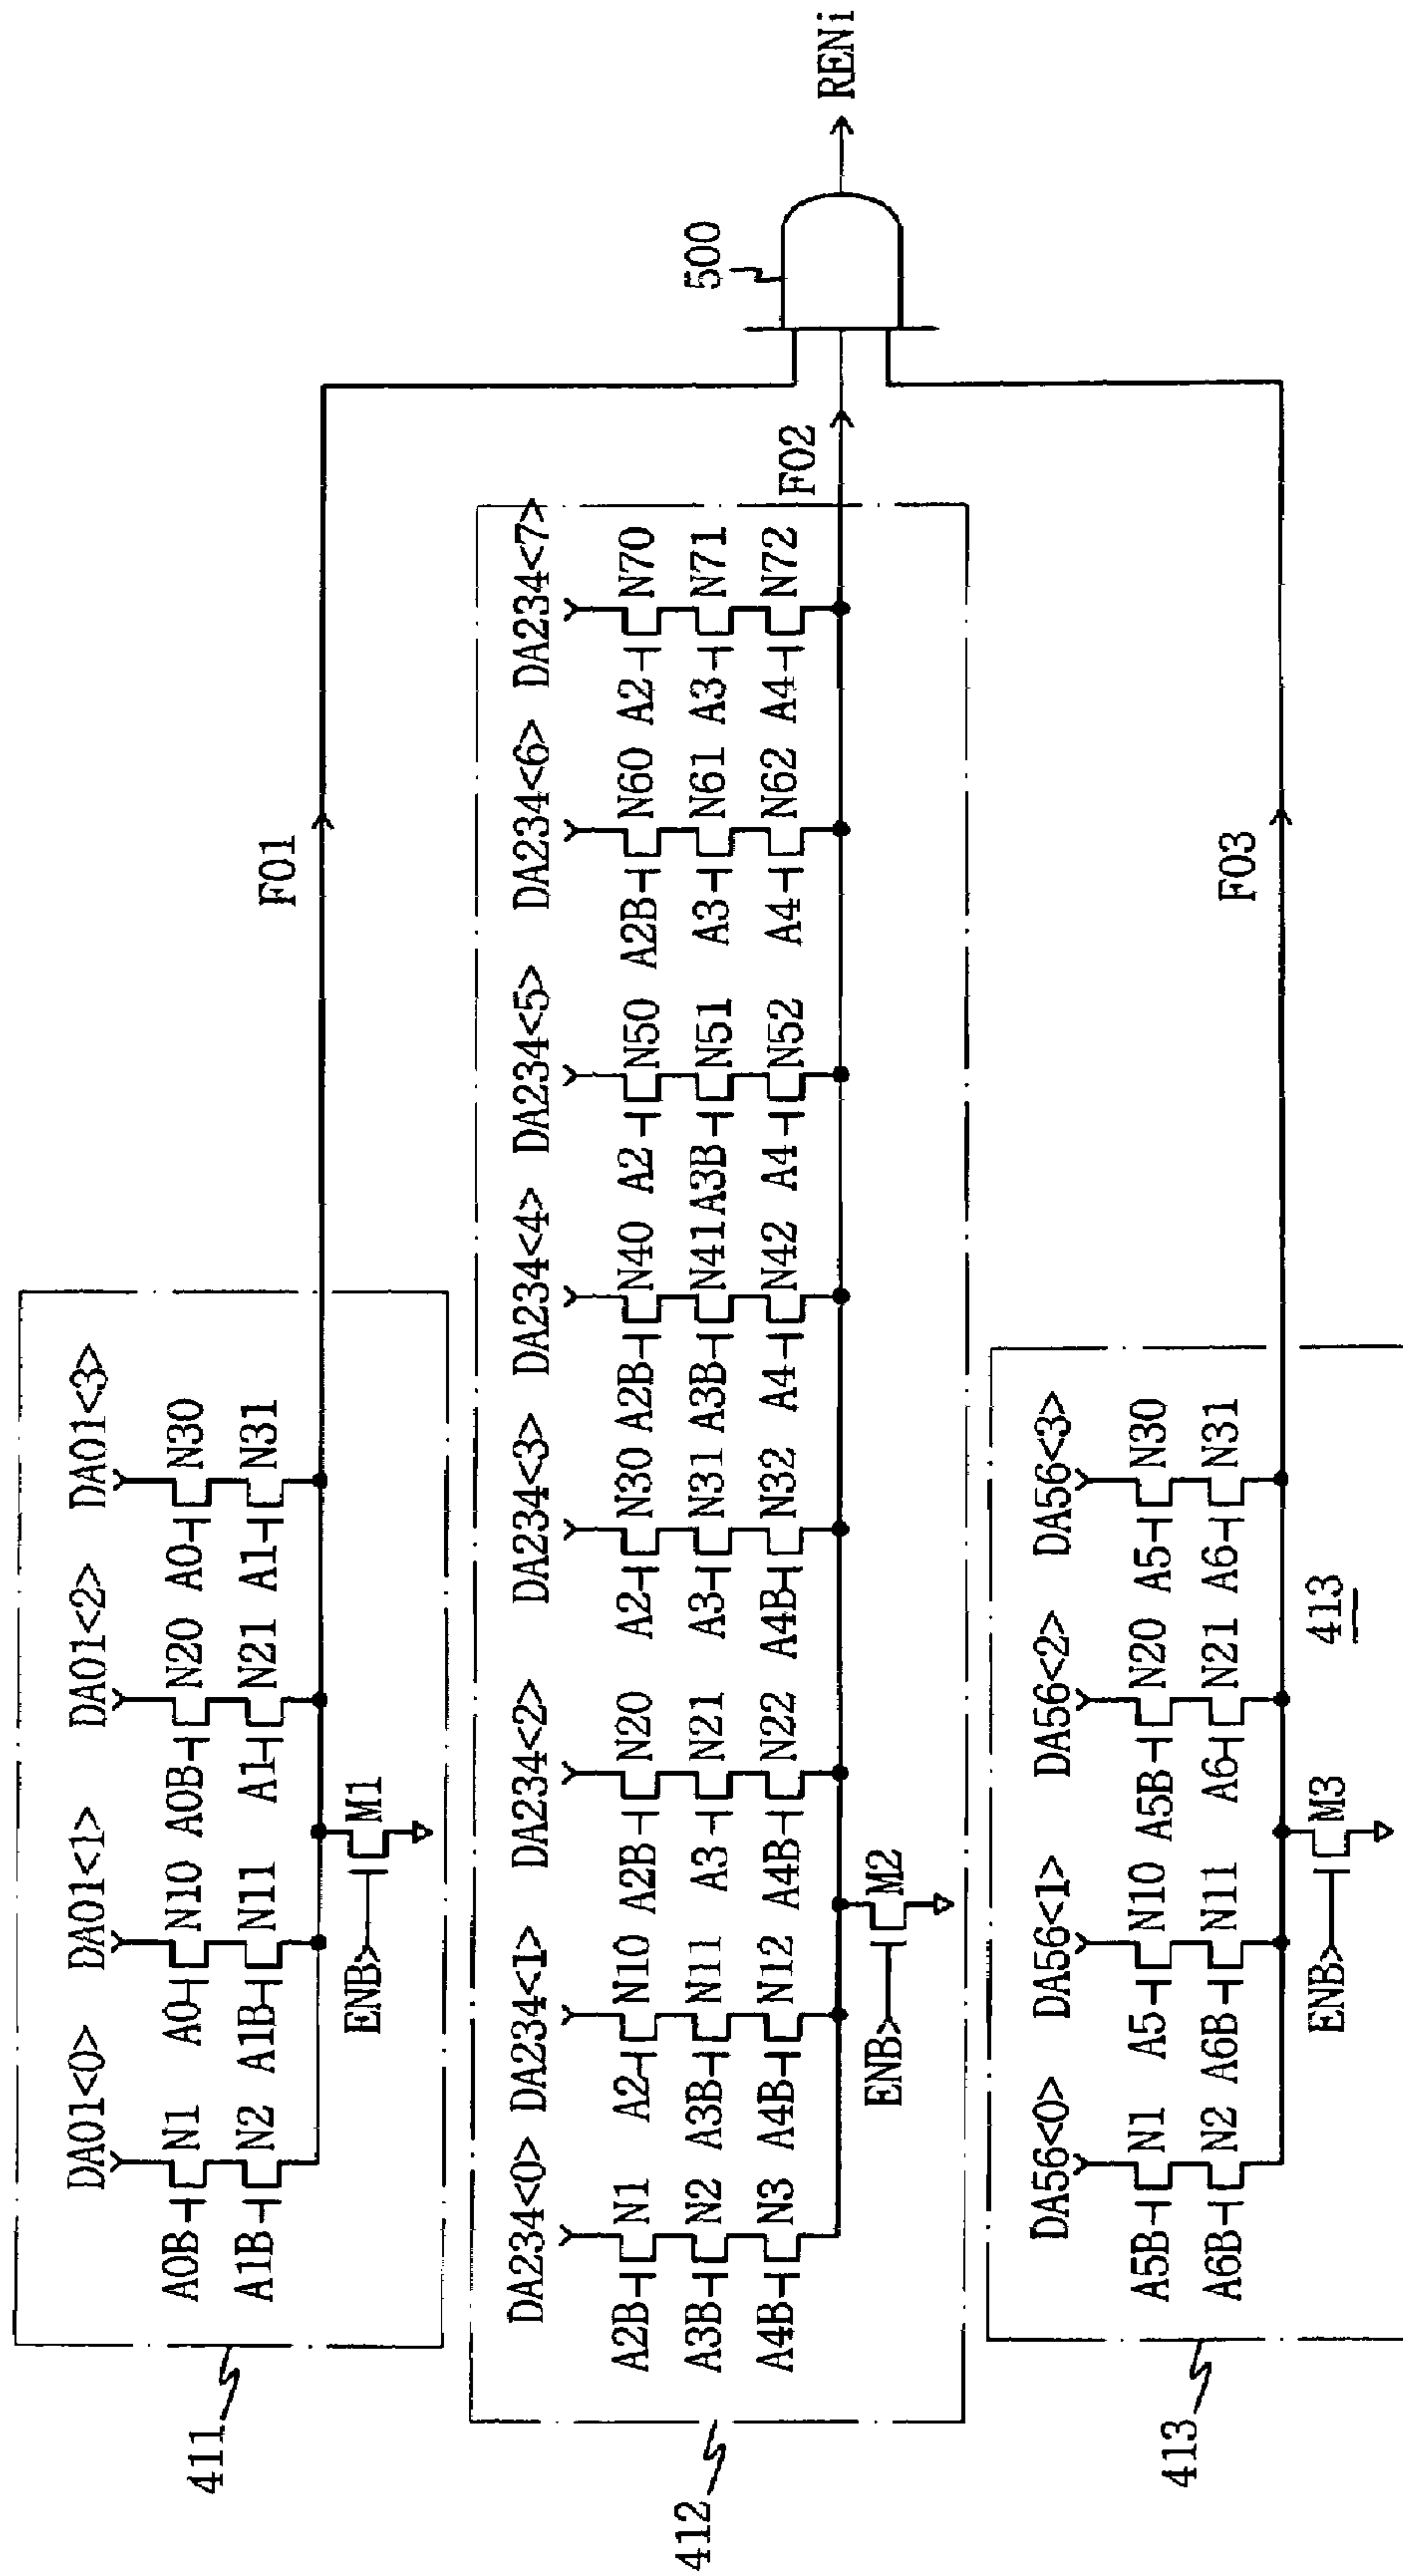 411
DA01<0> DA01<1> DA01<2> DA01<3>
A0B N1 A0 N10 A0B N20 A0 N30
A1B N2 A1B N11 A1 N21 A1 N31
ENB M1
F01
412
DA234<0> DA234<1> DA234<2> DA234<3> DA234<4> DA234<5> DA234<6> DA234<7>
A2B N1 A2 N10 A2B N20 A2 N30 A2B N40 A2 N50 A2B N60 A2 N70
A3B N2 A3B N11 A3 N21 A3 N31 A3B N41 A3B N51 A3 N61 A3 N71
A4B N3 A4B N12 A4B N22 A4B N32 A4 N42 A4 N52 A4 N62 A4 N72
ENB M2
F02
500
RENi
413
DA56<0> DA56<1> DA56<2> DA56<3>
A5B N1 A5 N10 A5B N20 A5 N30
A6B N2 A6B N11 A6 N21 A6 N31
ENB M3
413
F03